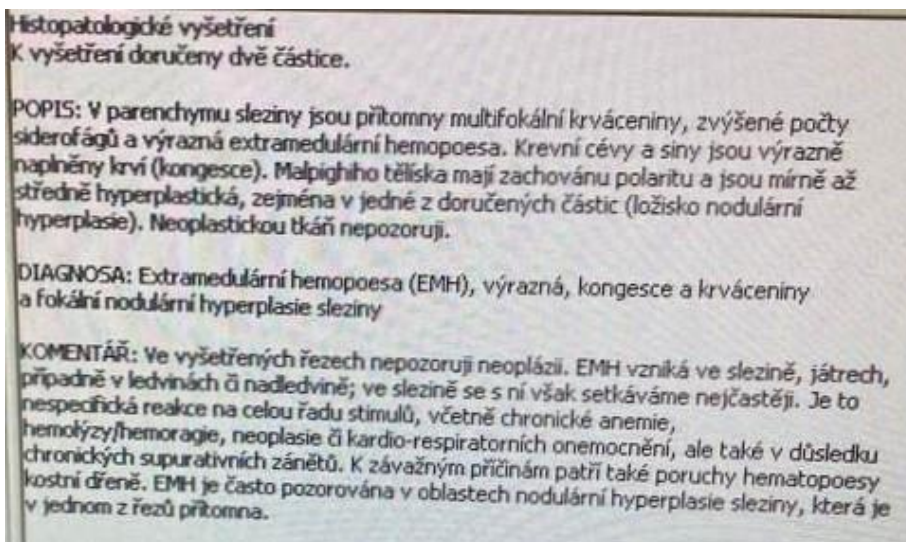 Histopatologické vyšetření
K vyšetření doručeny dvě částice.
POPIS: V parenchymu sleziny jsou přítomny multifokální krváceniny, zvýšené počty
siderofágů a výrazná extramedulární hemopoesa. Krevní cévy a siny jsou výrazně
naplněny krví (kongesce). Malpighiho tělíska mají zachovánu polaritu a jsou mírně až
středně hyperplastická, zejména v jedné z doručených částic (ložisko nodulární
hyperplasie). Neoplastickou tkáň nepozoruji.
DIAGNOSA: Extramedulární hemopoesa (EMH), výrazná, kongesce a krváceniny
a fokální nodulární hyperplasie sleziny
KOMENTÁŘ: Ve vyšetřených řezech nepozoruji neoplázii. EMH vzniká ve slezině, játrech,
případně v ledvinách či nadledvině; ve slezině se s ní však setkáváme nejčastěji. Je to
nespecifická reakce na celou řadu stimulů, včetně chronické anemie,
hemolýzy/hemoragie, neoplasie či kardio-respiratorních onemocnění, ale také v důsledku
chronických supurativních zánětů. K závažným příčinám patří také poruchy hematopoesy
kostní dřeně. EMH je často pozorována v oblastech nodulární hyperplasie sleziny, která je
v jednom z řezů přítomna.